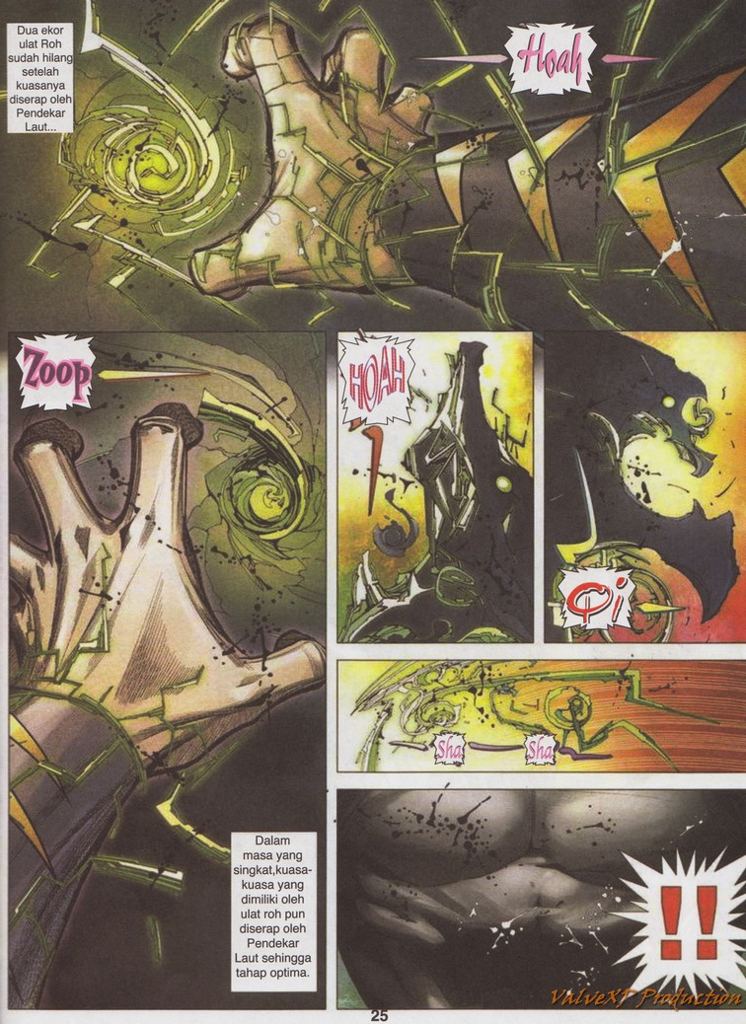 Dua ekor
ulat Roh
sudah hilang
setelah
kuasanya
diserap oleh
Pendekar
Laut...
Hoah
Zoop
HOAH
Qi
Sha
Sha
Dalam
masa yang
singkat,kuasa-
kuasa yang
dimiliki oleh
ulat roh pun
diserap oleh
Pendekar
Laut sehingga
tahap optima.
!!
ValveXP Production
25